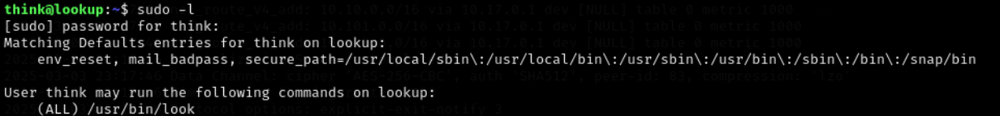 think@lookup:~$ sudo -l
[sudo] password for think:
Matching Defaults entries for think on lookup:
    env_reset, mail_badpass, secure_path=/usr/local/sbin\:/usr/local/bin\:/usr/sbin\:/usr/bin\:/sbin\:/bin\:/snap/bin
User think may run the following commands on lookup:
    (ALL) /usr/bin/look